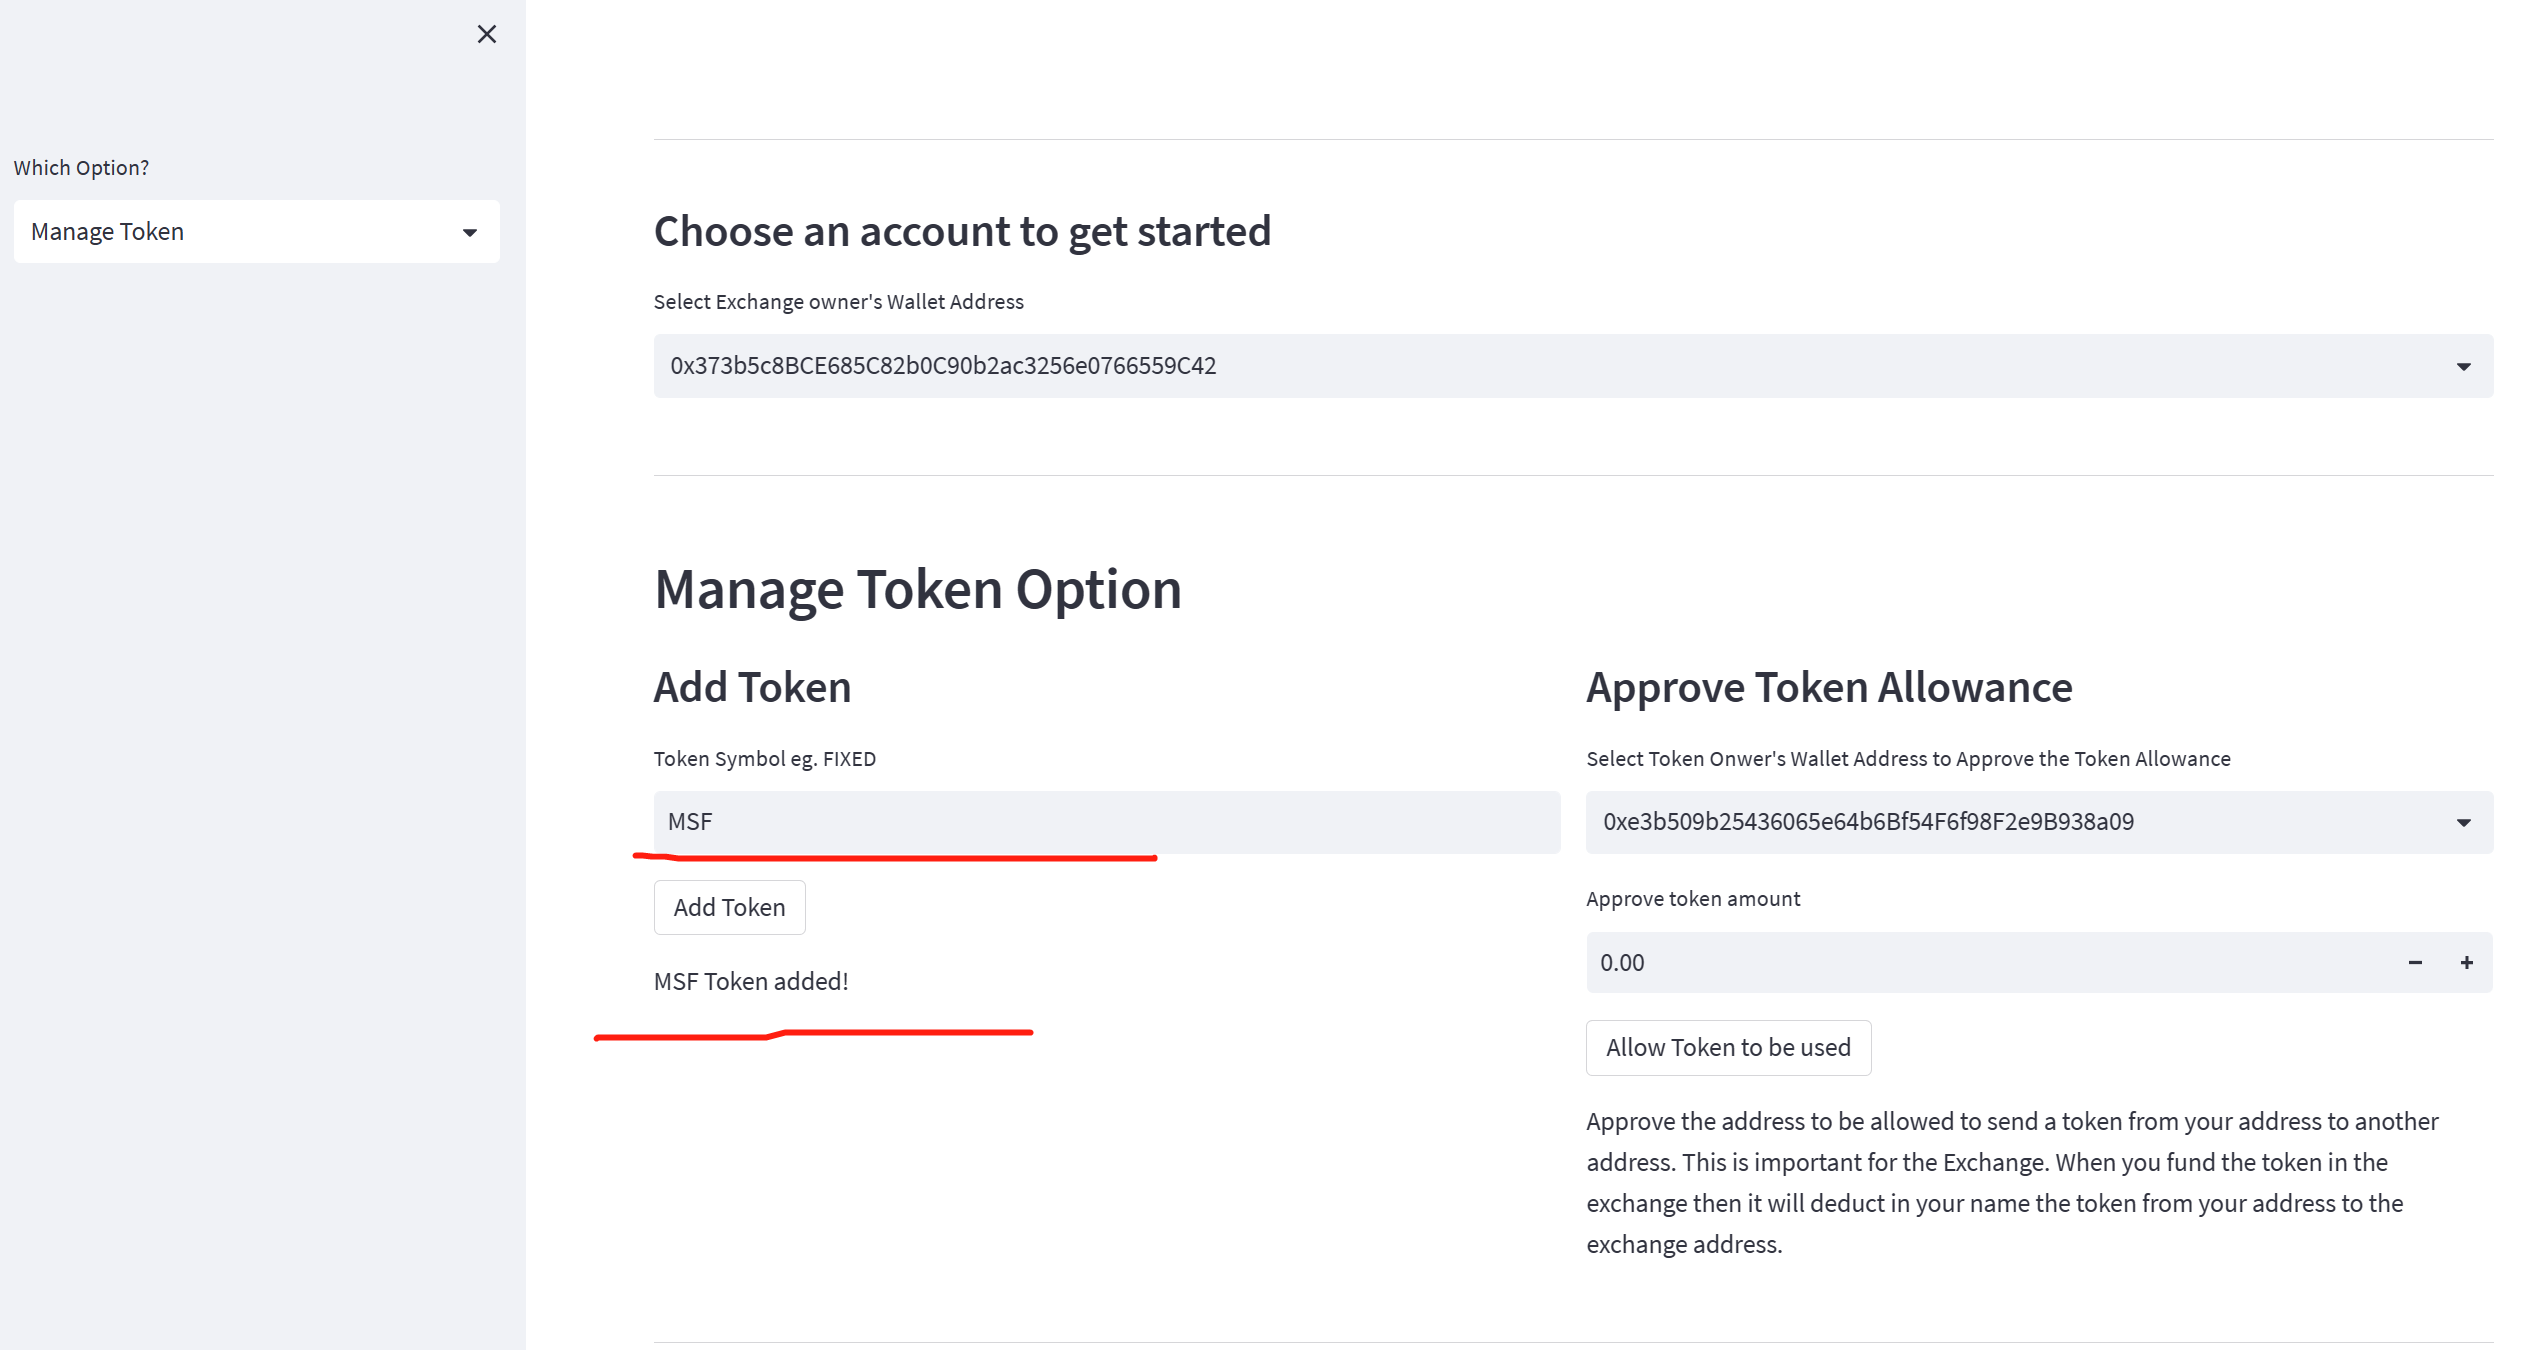 Which Option?
Manage Token
Choose an account to get started
Select Exchange owner's Wallet Address
0x373b5c8BCE685C82b0C90b2ac3256e0766559C42
Manage Token Option
Add Token
Token Symbol eg. FIXED
MSF
Add Token
MSF Token added!
Approve Token Allowance
Select Token Onwer's Wallet Address to Approve the Token Allowance
0xe3b509b25436065e64b6Bf54F6f98F2e9B938a09
Approve token amount
0.00
Allow Token to be used
Approve the address to be allowed to send a token from your address to another
address. This is important for the Exchange. When you fund the token in the
exchange then it will deduct in your name the token from your address to the
exchange address.